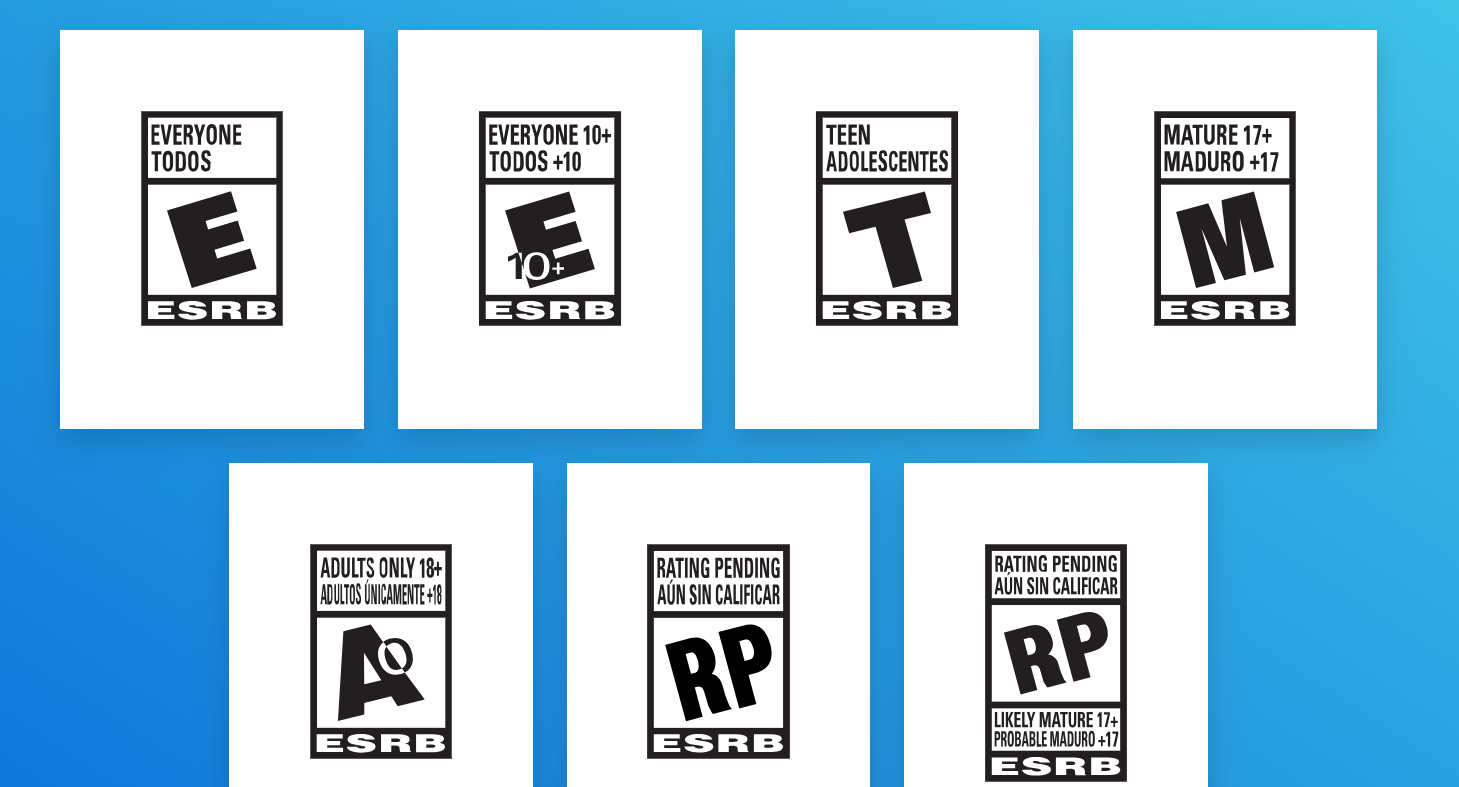 EVERYONE
TODOS
E
ESRB
EVERYONE 10+
TODOS +10
E
10+
ESRB
TEEN
ADOLESCENTES
T
ESRB
MATURE 17+
MADURO +17
M
ESRB
ADULTS ONLY 18+
ADULTOS ÚNICAMENTE +18
AO
ESRB
RATING PENDING
AÚN SIN CALIFICAR
RP
ESRB
RATING PENDING
AÚN SIN CALIFICAR
RP
LIKELY MATURE 17+
PROBABLE MADURO +17
ESRB